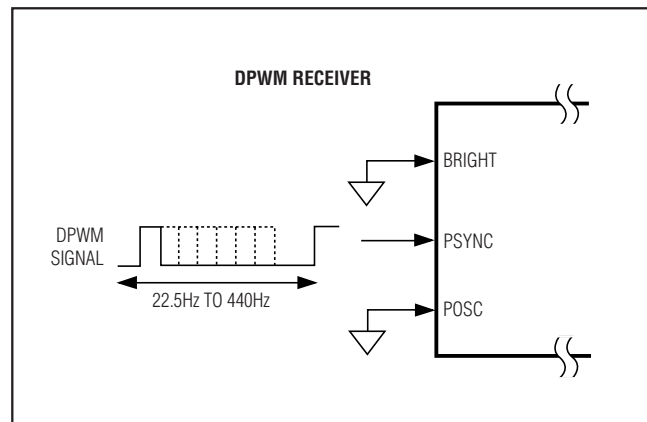 DPWM RECEIVER
BRIGHT
DPWM
SIGNAL
PSYNC
22.5Hz TO 440Hz
POSC